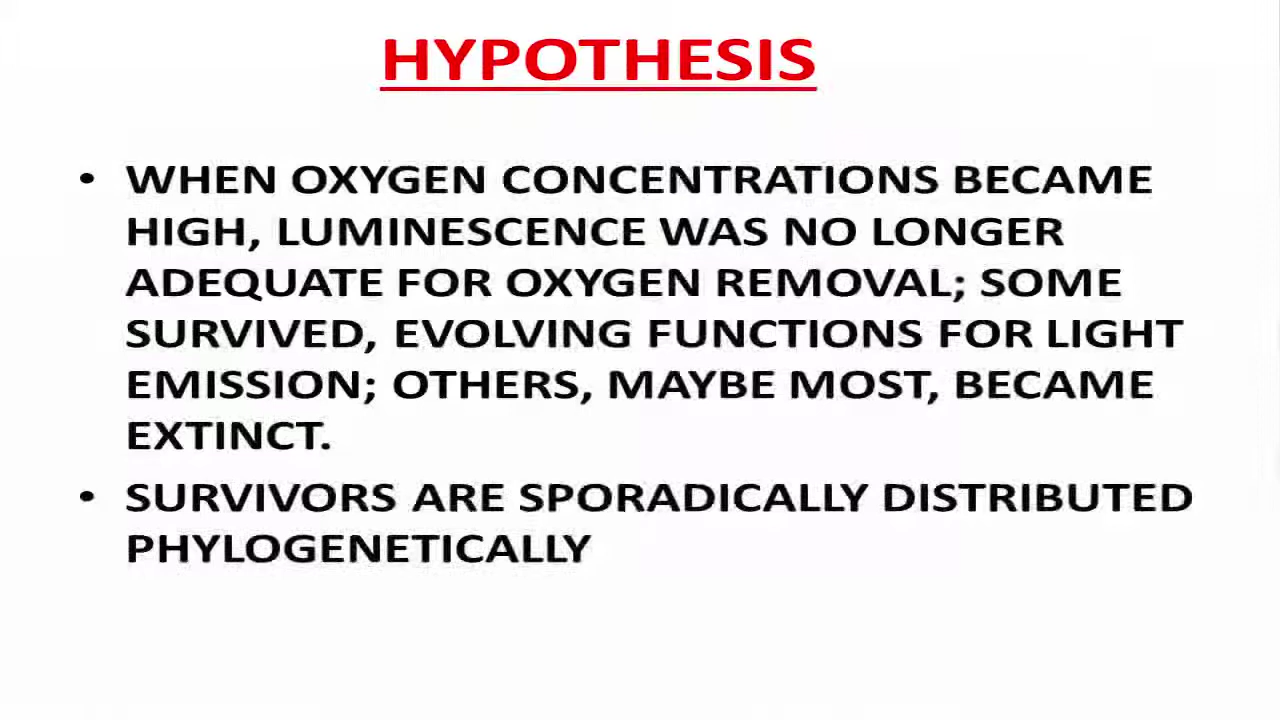 HYPOTHESIS
• WHEN OXYGEN CONCENTRATIONS BECAME
HIGH, LUMINESCENCE WAS NO LONGER
ADEQUATE FOR OXYGEN REMOVAL; SOME
SURVIVED, EVOLVING FUNCTIONS FOR LIGHT
EMISSION; OTHERS, MAYBE MOST, BECAME
EXTINCT.
• SURVIVORS ARE SPORADICALLY DISTRIBUTED
PHYLOGENETICALLY